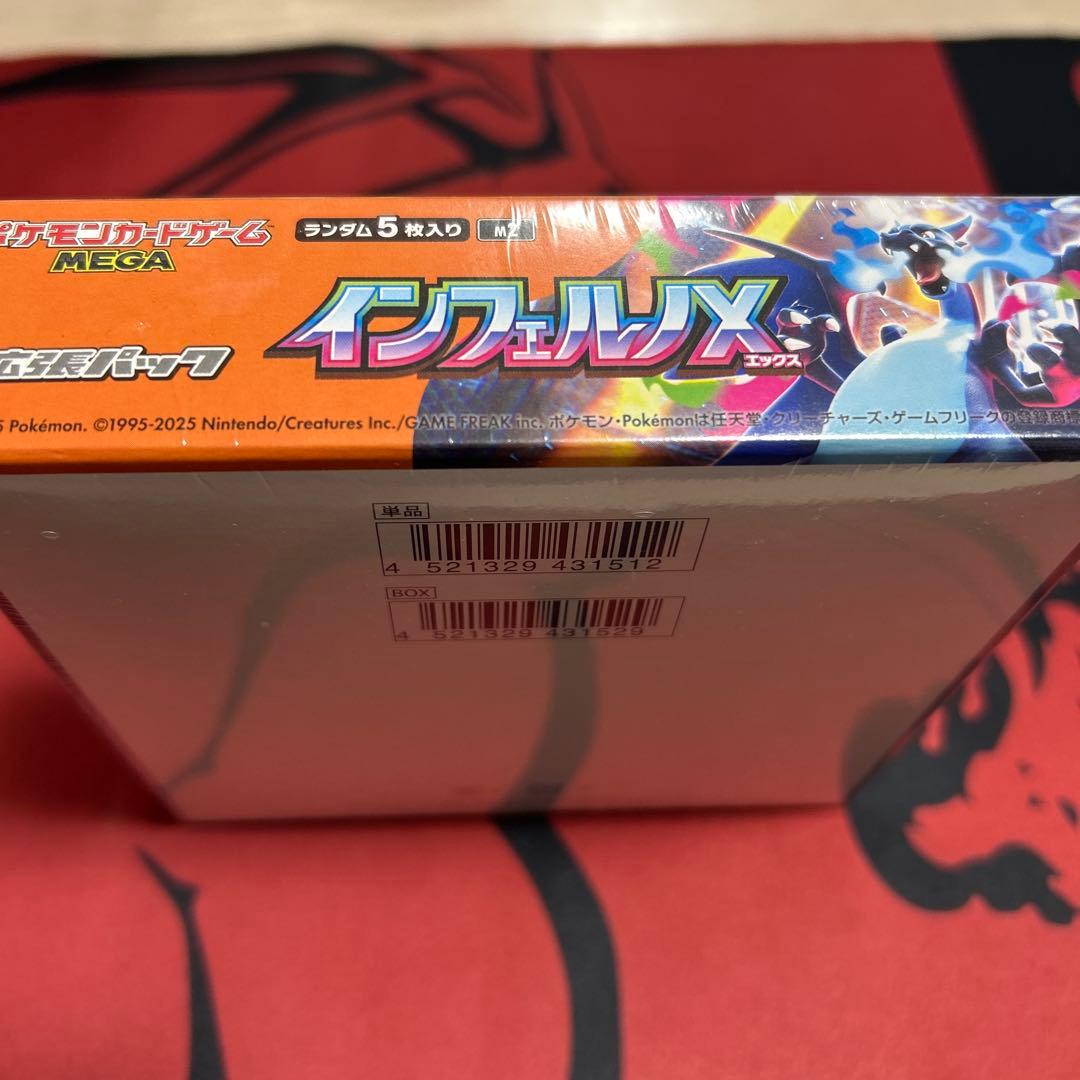 ポケモンカードゲーム
MEGA
ランダム5枚入り M2
拡張パック
インフェルノX
エックス
5 Pokémon. ©1995-2025 Nintendo/Creatures Inc./GAME FREAK inc. ポケモン・Pokémonは任天堂・クリーチャーズ・ゲームフリークの登録商標
単品
4 521329 431512
BOX
4 521329 431529